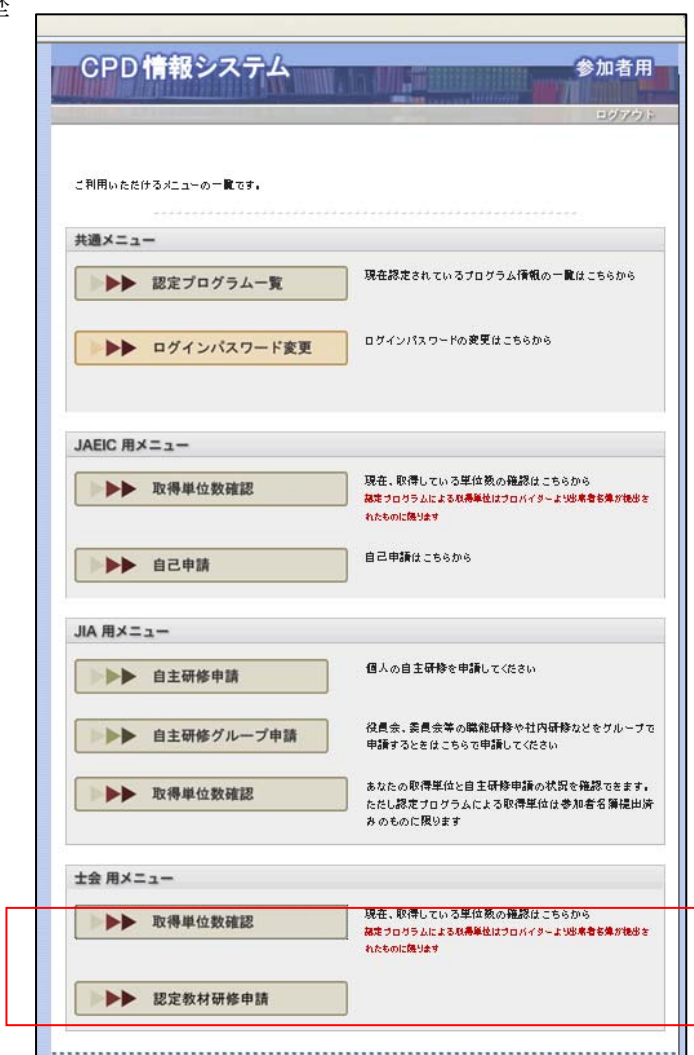 CPD情報システム
参加者用
ログアウト
ご利用いただけるメニューの一覧です。
共通メニュー
認定プログラム一覧
現在認定されているプログラム情報の一覧はこちらから
ログインパスワード変更
ログインパスワードの変更はこちらから
JAEIC 用メニュー
取得単位数確認
現在、取得している単位数の確認はこちらから
認定プログラムによる取得単位はプロバイダーより出席者名簿が提出さ
れたものに限ります
自己申請
自己申請はこちらから
JIA 用メニュー
自主研修申請
個人の自主研修を申請してください
自主研修グループ申請
役員会、委員会等の職能研修や社内研修などをグループで
申請するときはこちらで申請してください
取得単位数確認
あなたの取得単位と自主研修申請の状況を確認できます。
ただし認定プログラムによる取得単位は参加者名簿提出済
みのものに限ります
士会 用メニュー
取得単位数確認
現在、取得している単位数の確認はこちらから
認定プログラムによる取得単位はプロバイダーより出席者名簿が提出さ
れたものに限ります
認定教材研修申請